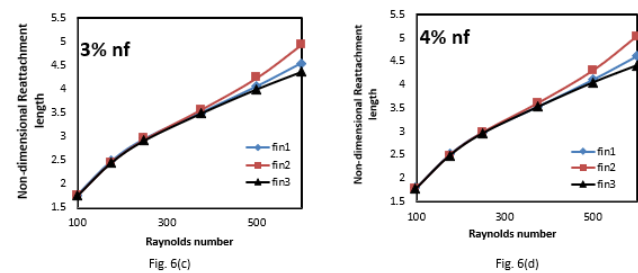 5.5
5
4.5
4
3.5
3
2.5
2
1.5
Non-dimensional Reattachment
length
3% nf
fin1
fin2
fin3
100 300 500
Raynolds number
Fig. 6(c)
5.5
5
4.5
4
3.5
3
2.5
2
1.5
Non-dimensional Reattachment
length
4% nf
fin1
fin2
fin3
100 300 500
Raynolds number
Fig. 6(d)